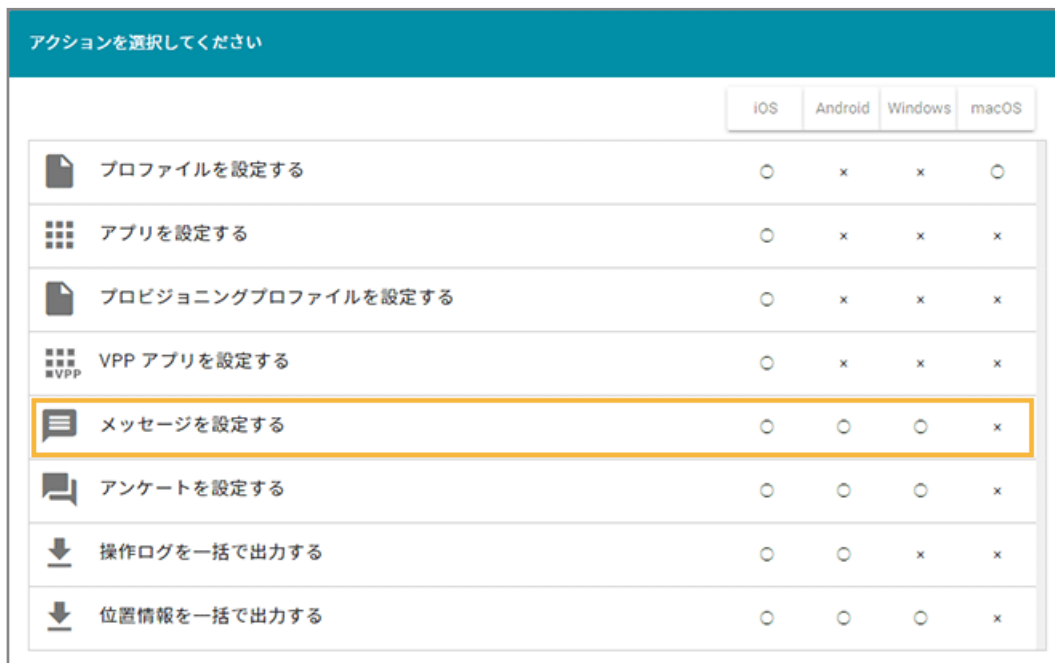 アクションを選択してください
iOS Android Windows macOS
プロファイルを設定する ○ × × ○
アプリを設定する ○ × × ×
プロビジョニングプロファイルを設定する ○ × × ×
VPP VPP アプリを設定する ○ × × ×
メッセージを設定する ○ ○ ○ ×
アンケートを設定する ○ ○ ○ ×
操作ログを一括で出力する ○ ○ × ×
位置情報を一括で出力する ○ ○ ○ ×